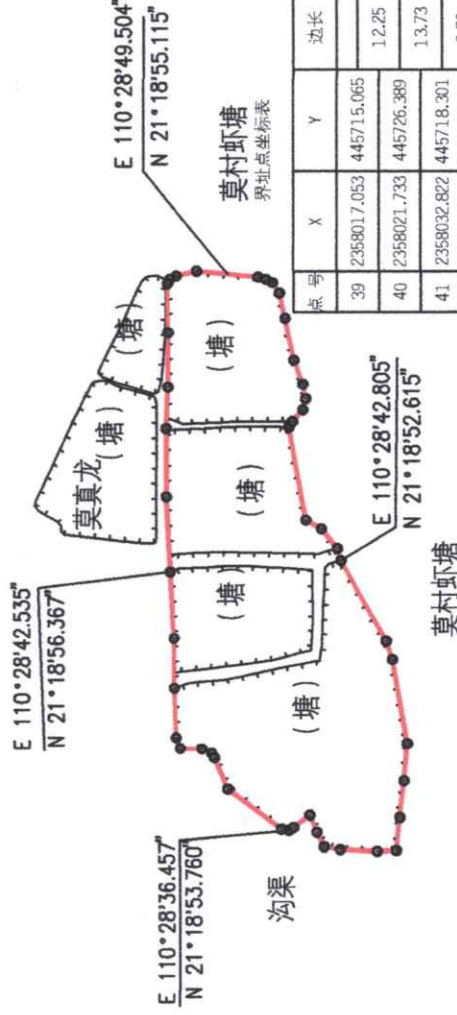 E 110°28'49.504"
N 21°18'55.115"
E 110°28'42.535"
N 21°18'56.367"
莫真龙
(塘)
(塘)
(塘)
(塘)
(塘)
(塘)
E 110°28'36.457"
N 21°18'53.760"
沟渠
E 110°28'42.805"
N 21°18'52.615"
莫村虾塘
莫村虾塘
界址点坐标表
点号 X Y 边长
39 2358017.053 445715.065
12.25
40 2358021.733 445726.389
13.73
41 2358032.822 445718.301